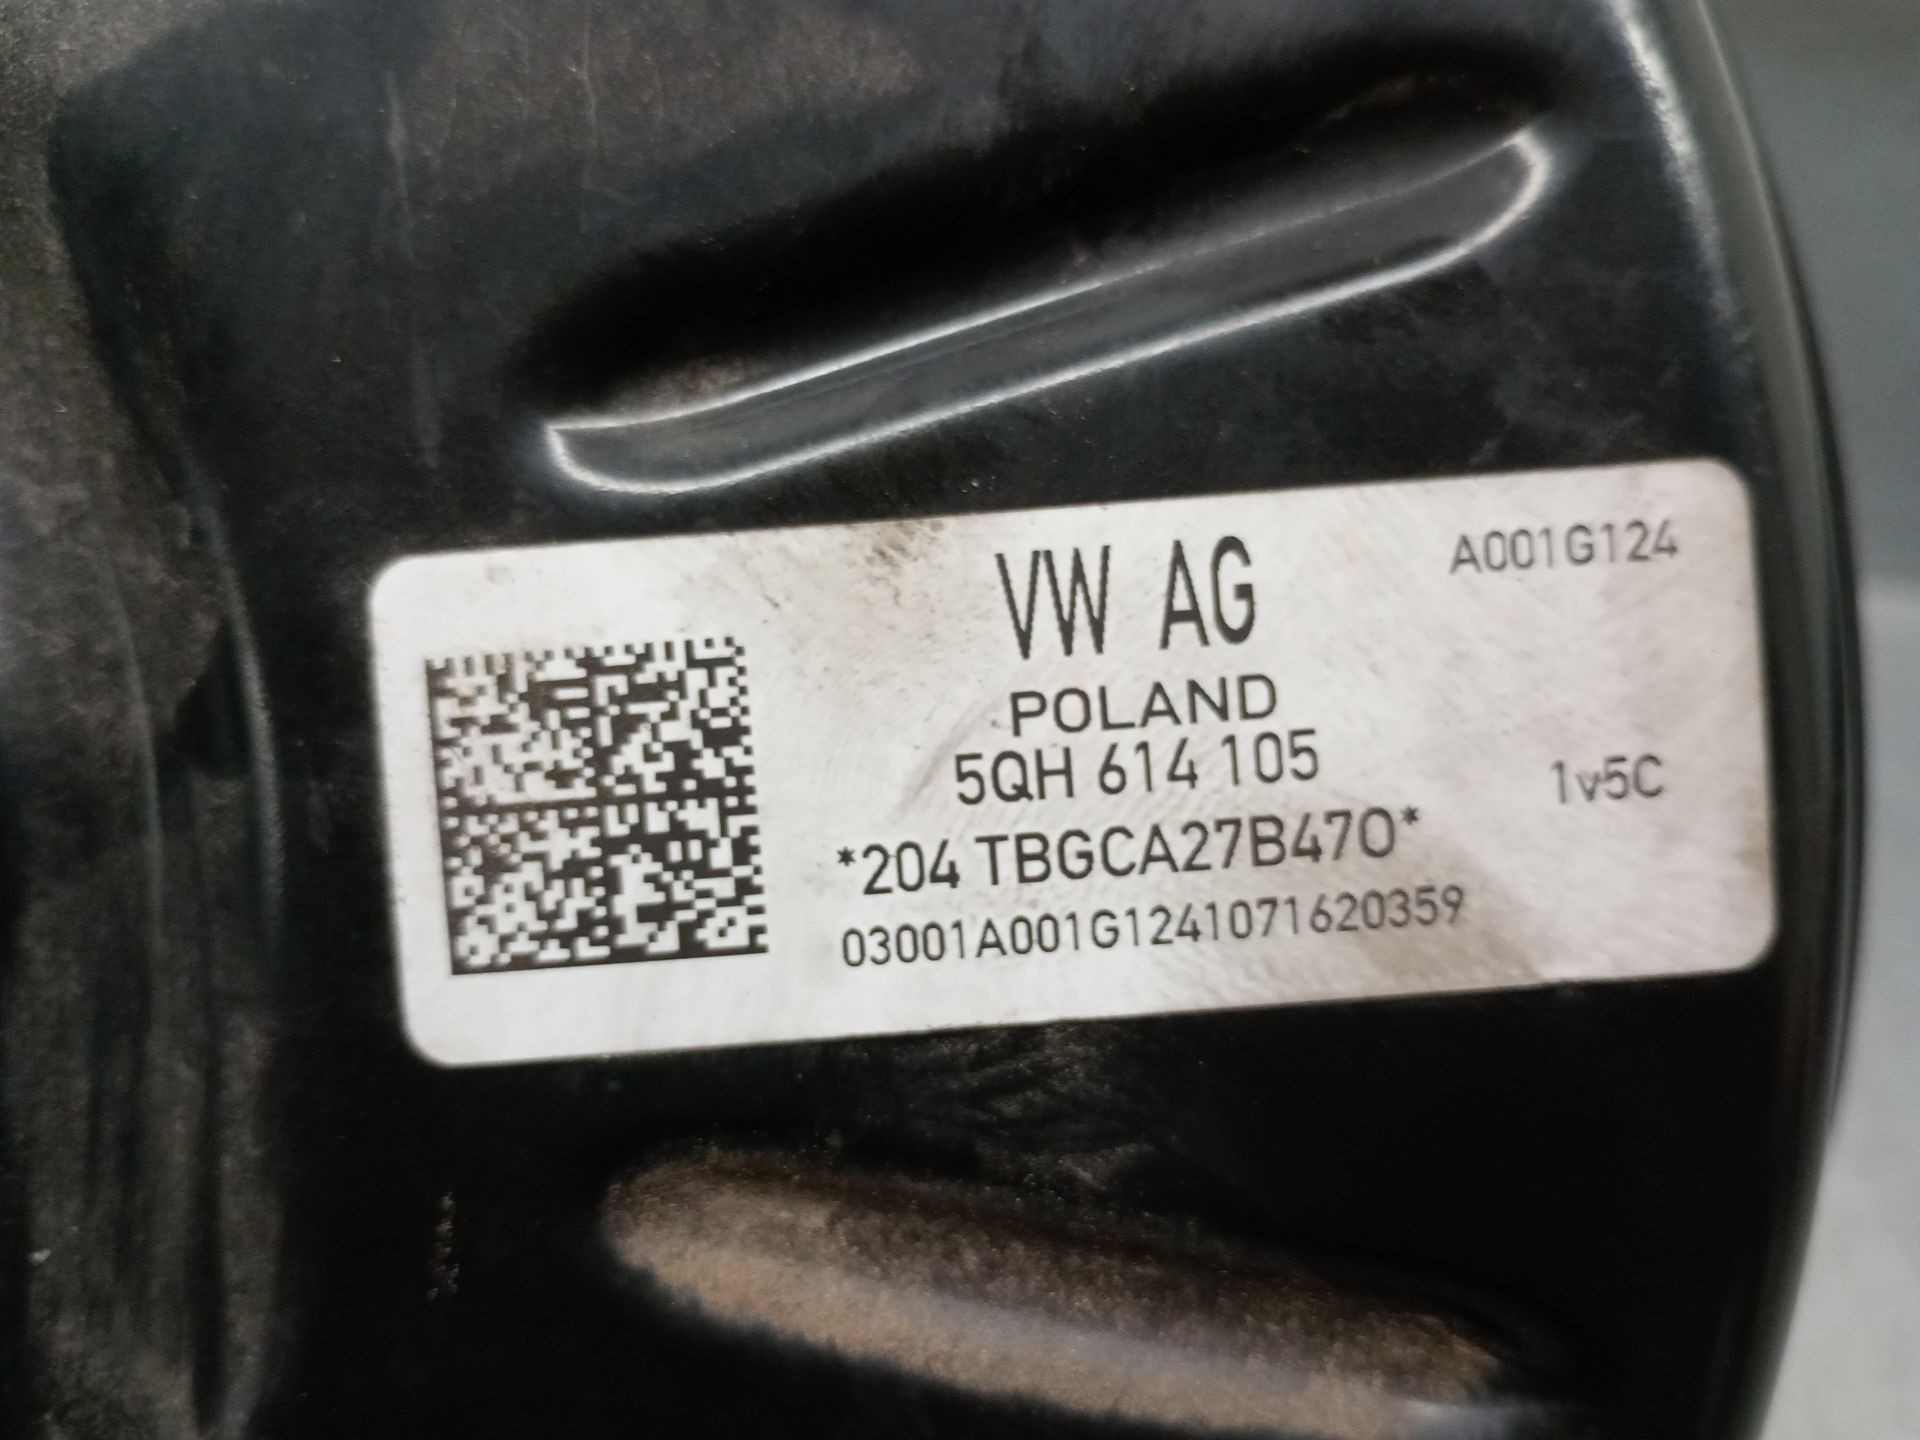 VW AG
A001G124
POLAND
5QH 614 105
1v5C
*204 TBGCA27B470*
03001A001G1241071620359